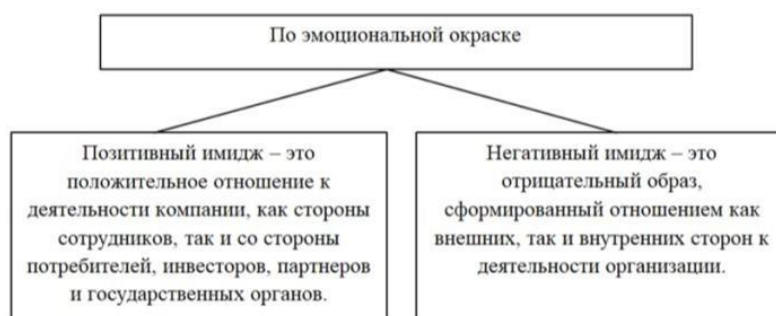 По эмоциональной окраске
Позитивный имидж – это
положительное отношение к
деятельности компании, как стороны
сотрудников, так и со стороны
потребителей, инвесторов, партнеров
и государственных органов.
Негативный имидж – это
отрицательный образ,
сформированный отношением как
внешних, так и внутренних сторон к
деятельности организации.